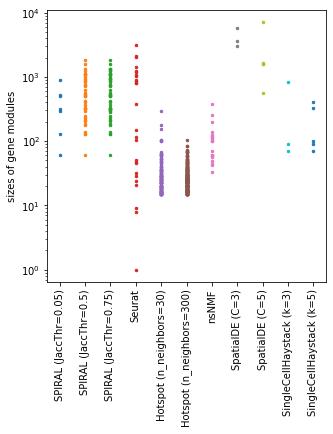 10⁴
10³
10²
10¹
10⁰
sizes of gene modules
SPIRAL (JaccThr=0.05)
SPIRAL (JaccThr=0.5)
SPIRAL (JaccThr=0.75)
Seurat
Hotspot (n_neighbors=30)
Hotspot (n_neighbors=300)
nsNMF
SpatialDE (C=3)
SpatialDE (C=5)
SingleCellHaystack (k=3)
SingleCellHaystack (k=5)